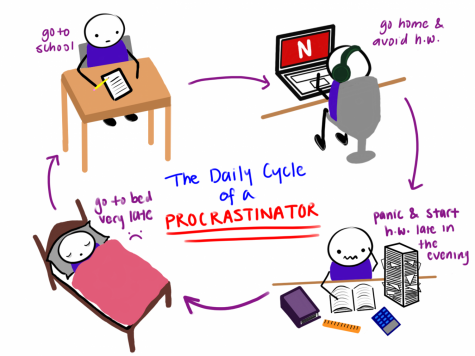 go to
school
go home &
avoid h.w.
N
The Daily Cycle
of a
PROCRASTINATOR
go to bed
very late
panic & start
h.w. late in
the
evening